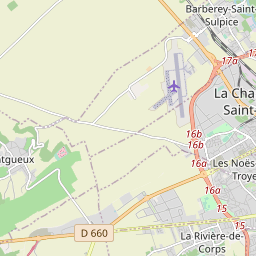 Barberey-Saint-
Sulpice
17a
17a
La Cha
Saint-
16b
16b
Les Noës
Troye
16a
16a
tgueux
D 660
15
15
La Rivière-de-
Corps